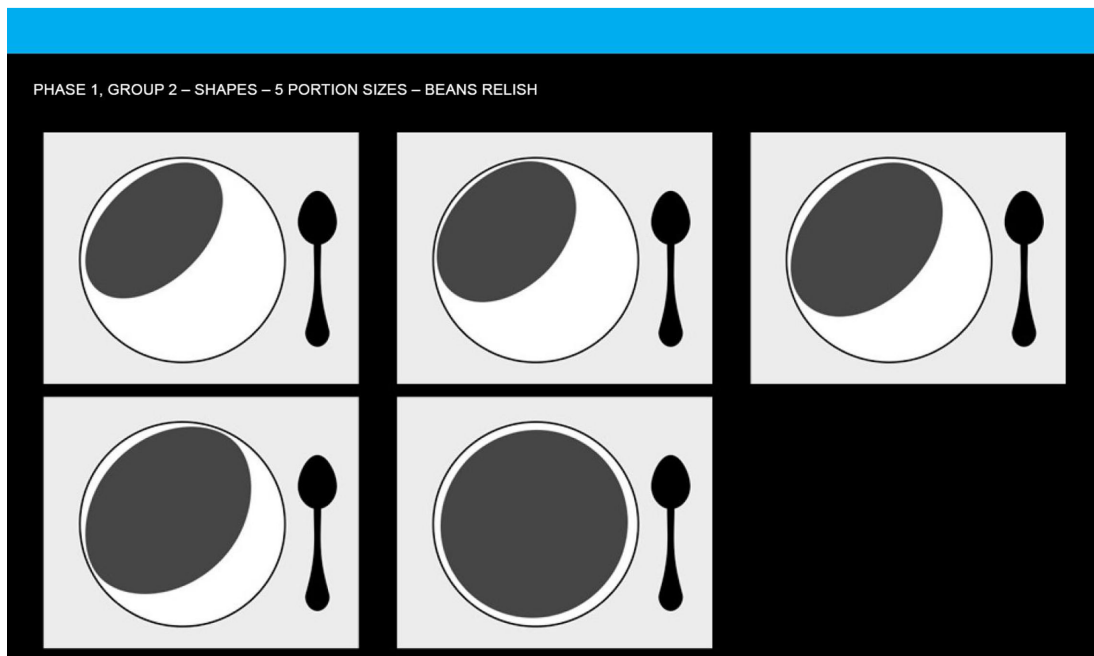 PHASE 1, GROUP 2 – SHAPES – 5 PORTION SIZES – BEANS RELISH